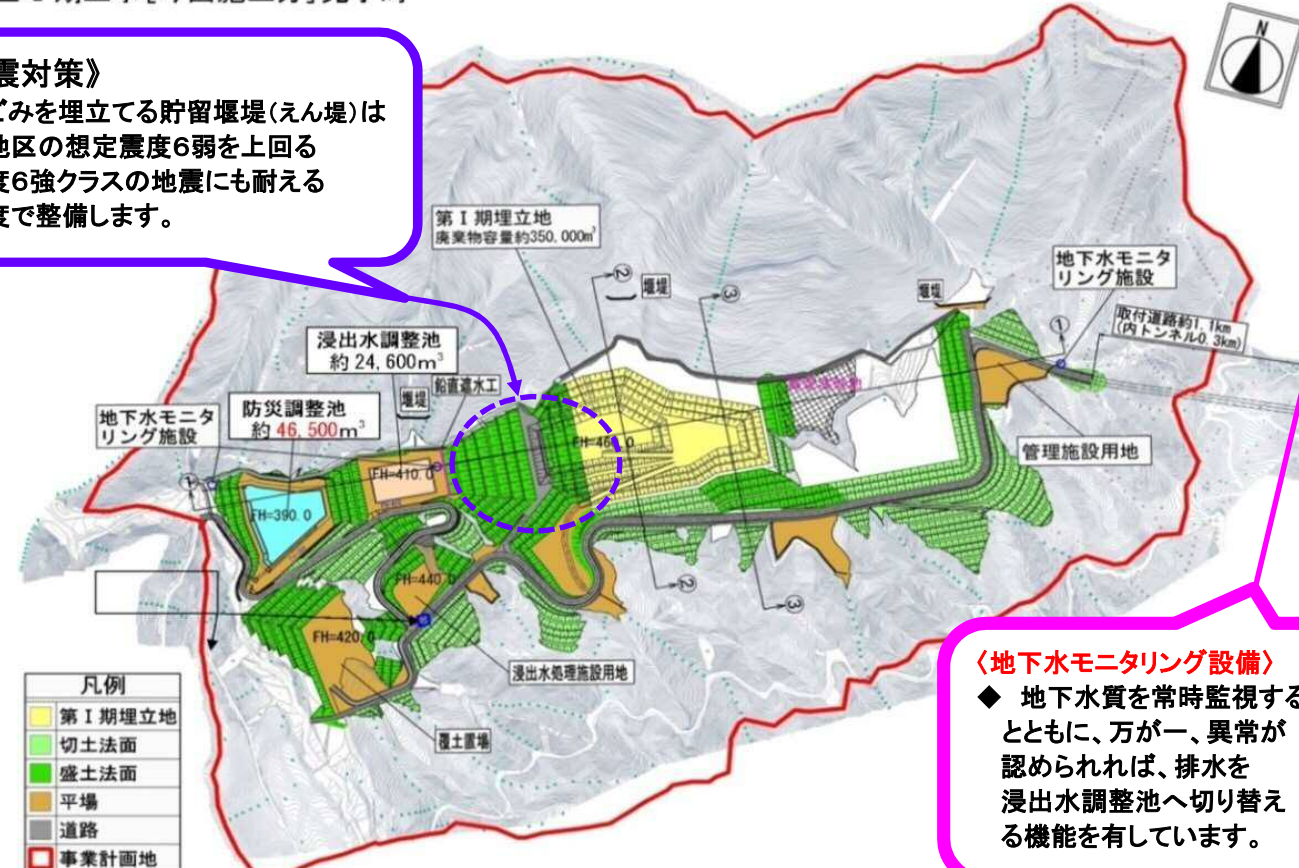 震対策》
ごみを埋立てる貯留堰堤(えん堤)は
地区の想定震度6弱を上回る
度6強クラスの地震にも耐える
度で整備します。
N
第Ⅰ期埋立地
廃棄物容量約350,000m³
②
堰堤
③
堰堤
地下水モニタ
リング施設
①
取付道路約1.1km
(内トンネル0.3km)
浸出水調整池
約24,600m³
堰堤
鉛直遮水工
地下水モニタ
リング施設
防災調整池
約46,500m³
①
FH=410.0
FH=390.0
管理施設用地
FH=440.0
FH=420.0
②
③
浸出水処理施設用地
覆土置場
凡例
第Ⅰ期埋立地
切土法面
盛土法面
平場
道路
事業計画地
〈地下水モニタリング設備〉
◆ 地下水質を常時監視する
とともに、万が一、異常が
認められれば、排水を
浸出水調整池へ切り替え
る機能を有しています。